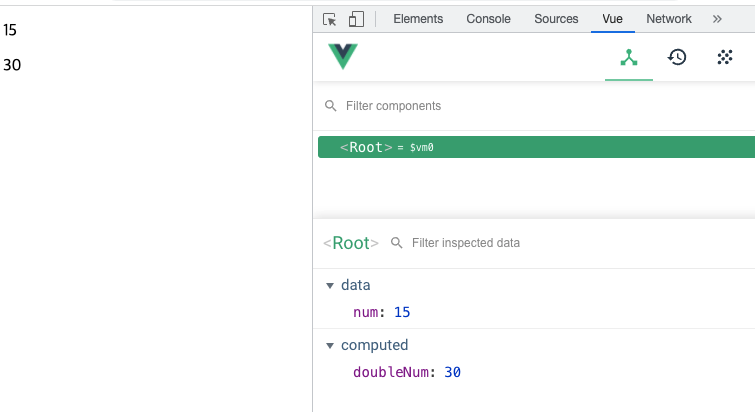 15
30
Elements Console Sources Vue Network »
Filter components
<Root> = $vm0
<Root> Filter inspected data
data
num: 15
computed
doubleNum: 30